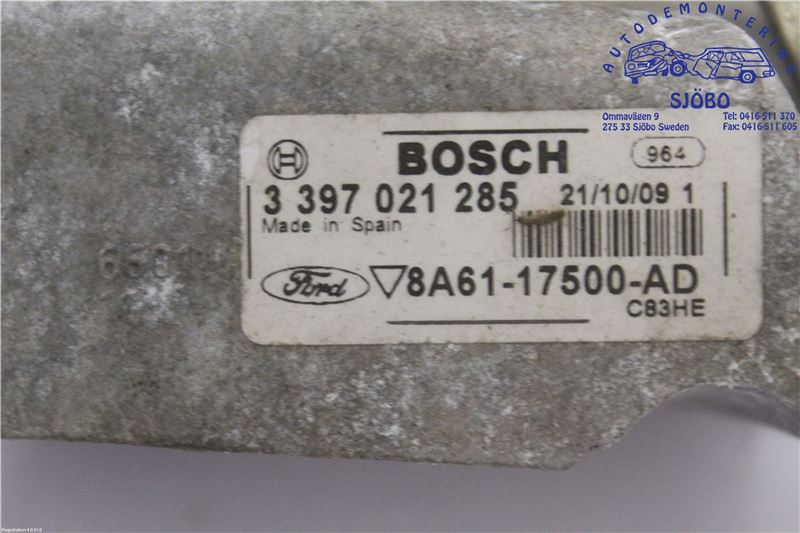 AUTODEMONTERING
SJÖBO
Ommavägen 9
275 33 Sjöbo Sweden
Tel: 0416-511 370
Fax: 0416-511 605
BOSCH
964
3 397 021 285
21/10/09 1
Made in Spain
Ford
8A61-17500-AD
C83HE